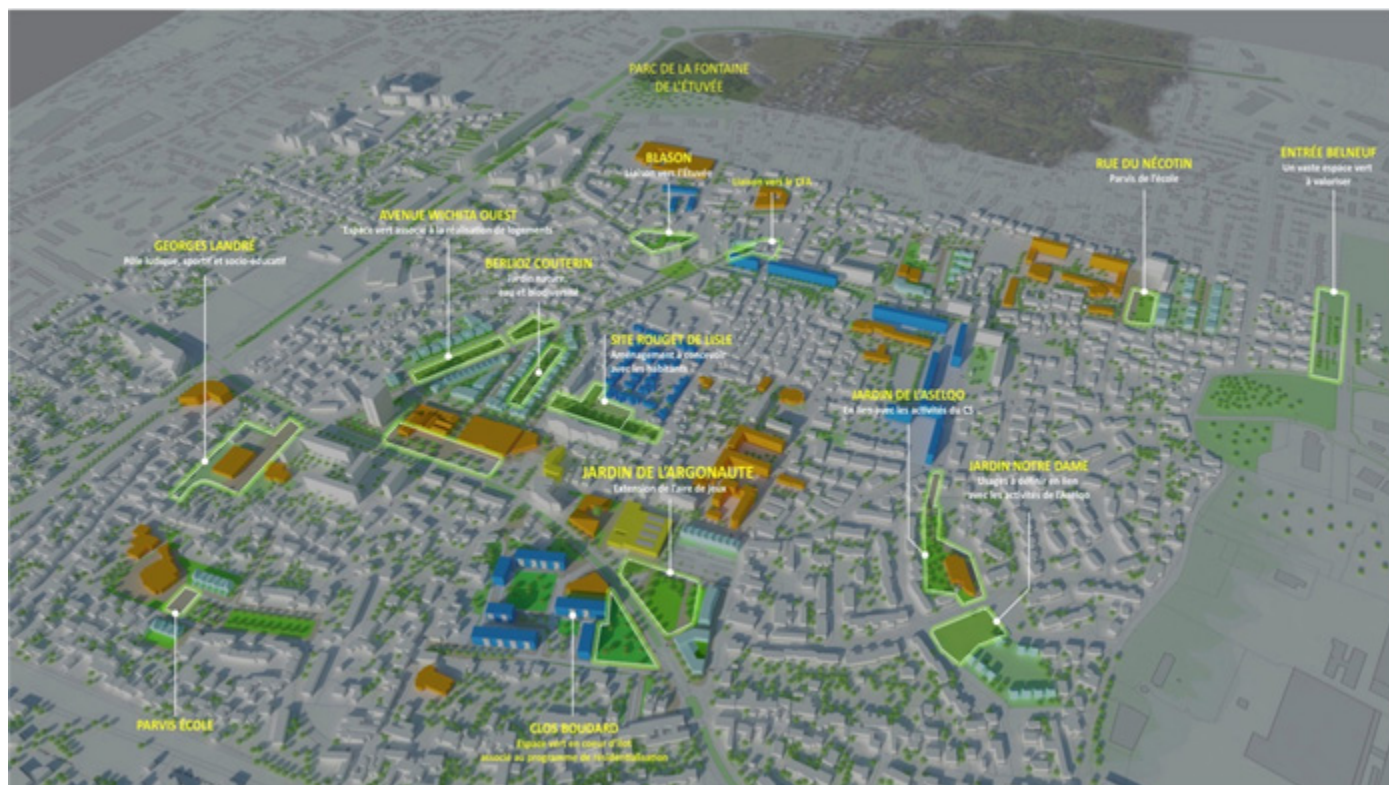 PARC DE LA FONTAINE
DE L'ÉTUVÉE
BLASON
Liaison vers l'Étuvée
Liaison vers le CFA
RUE DU NÉCOTIN
Parvis de l'école
ENTRÉE BELNEUF
Un vaste espace vert
à valoriser
AVENUE WICHITA OUEST
Espace vert associé à la réalisation de logements
GEORGES LANDRÉ
Pôle ludique, sportif et socio-éducatif
BERLIOZ COUTERIN
Jardin nature,
eau et biodiversité
SITE ROUGET DE LISLE
Aménagement à concevoir
avec les habitants
JARDIN DE L'ASELQO
En lien avec les activités du CS
JARDIN DE L'ARGONAUTE
Extension de l'aire de jeux
JARDIN NOTRE DAME
Usages à définir en lien
avec les activités de l'Aselqo
PARVIS ÉCOLE
CLOS BOUDARD
Espace vert en coeur d'îlot
associé au programme de résidentialisation